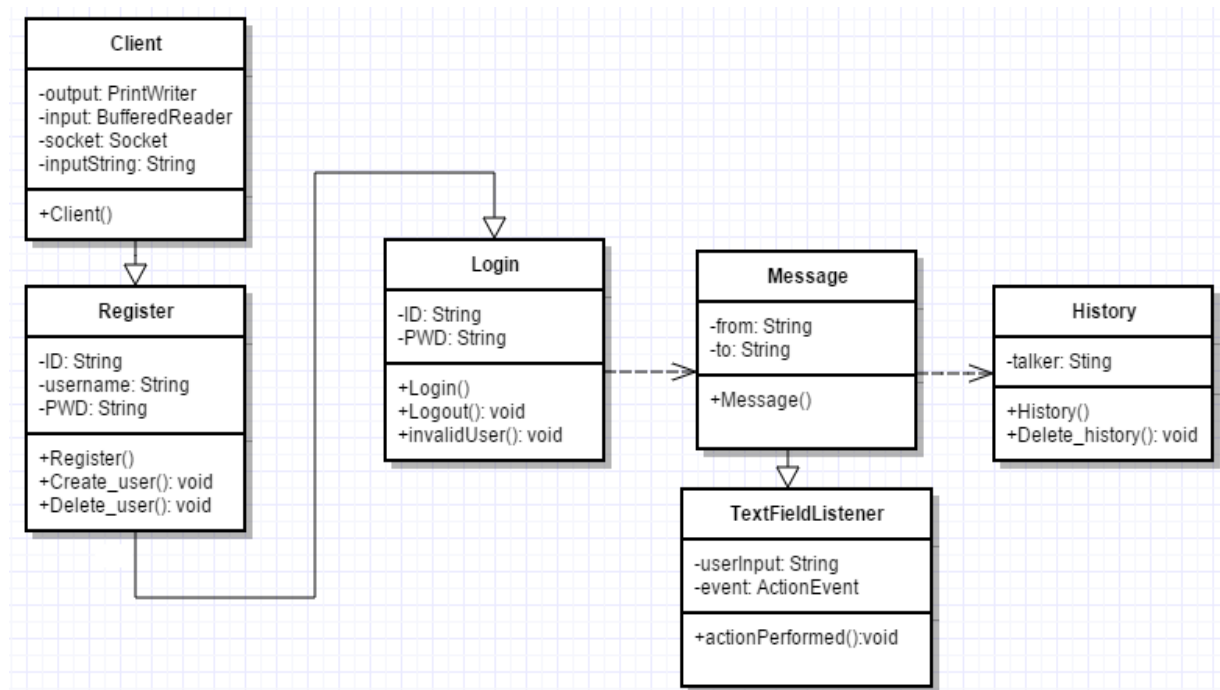 Client
-output: PrintWriter
-input: BufferedReader
-socket: Socket
-inputString: String
+Client()
Register
-ID: String
-username: String
-PWD: String
+Register()
+Create_user(): void
+Delete_user(): void
Login
-ID: String
-PWD: String
+Login()
+Logout(): void
+invalidUser(): void
Message
-from: String
-to: String
+Message()
History
-talker: Sting
+History()
+Delete_history(): void
TextFieldListener
-userInput: String
-event: ActionEvent
+actionPerformed():void